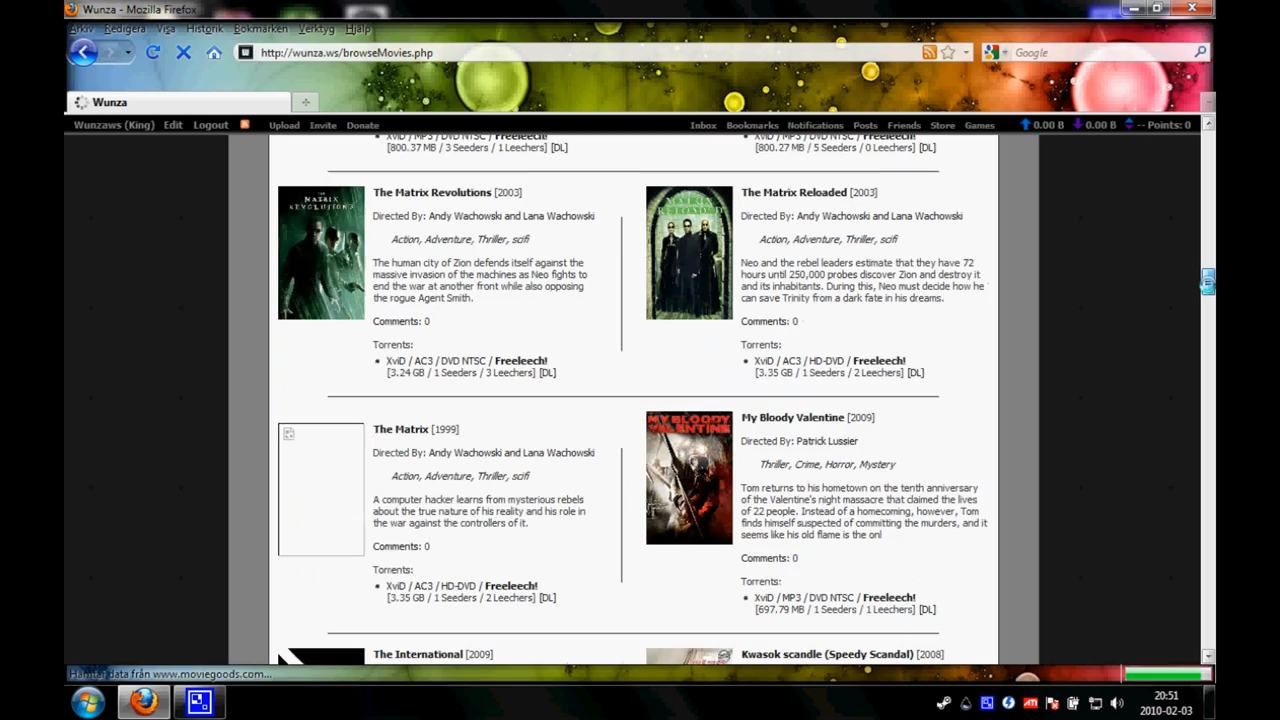 Wunza - Mozilla Firefox
Arkiv Redigera Visa Historik Bokmärken Verktyg Hjälp
http://wunza.ws/browseMovies.php
Google
Wunza
Wunzaws (King) Edit Logout Upload Invite Donate Inbox Bookmarks Notifications Posts Friends Store Games 0.00 B 0.00 B -- Points: 0
XviD / MP3 / DVD NTSC / Freeleech!
[800.37 MB / 3 Seeders / 1 Leechers] [DL]
XviD / MP3 / DVD NTSC / Freeleech!
[800.27 MB / 5 Seeders / 0 Leechers] [DL]
THE MATRIX REVOLUTIONS
The Matrix Revolutions [2003]
Directed By: Andy Wachowski and Lana Wachowski
Action, Adventure, Thriller, scifi
The human city of Zion defends itself against the
massive invasion of the machines as Neo fights to
end the war at another front while also opposing
the rogue Agent Smith.
Comments: 0
Torrents:
• XviD / AC3 / DVD NTSC / Freeleech!
[3.24 GB / 1 Seeders / 3 Leechers] [DL]
The Matrix Reloaded [2003]
Directed By: Andy Wachowski and Lana Wachowski
Action, Adventure, Thriller, scifi
Neo and the rebel leaders estimate that they have 72
hours until 250,000 probes discover Zion and destroy it
and its inhabitants. During this, Neo must decide how he
can save Trinity from a dark fate in his dreams.
Comments: 0
Torrents:
• XviD / AC3 / HD-DVD / Freeleech!
[3.35 GB / 1 Seeders / 2 Leechers] [DL]
The Matrix [1999]
Directed By: Andy Wachowski and Lana Wachowski
Action, Adventure, Thriller, scifi
A computer hacker learns from mysterious rebels
about the true nature of his reality and his role in
the war against the controllers of it.
Comments: 0
Torrents:
• XviD / AC3 / HD-DVD / Freeleech!
[3.35 GB / 1 Seeders / 2 Leechers] [DL]
MY BLOODY
VALENTINE
My Bloody Valentine [2009]
Directed By: Patrick Lussier
Thriller, Crime, Horror, Mystery
Tom returns to his hometown on the tenth anniversary
of the Valentine's night massacre that claimed the lives
of 22 people. Instead of a homecoming, however, Tom
finds himself suspected of committing the murders, and it
seems like his old flame is the onl
Comments: 0
Torrents:
• XviD / MP3 / DVD NTSC / Freeleech!
[697.79 MB / 1 Seeders / 1 Leechers] [DL]
The International [2009]
Kwasok scandle (Speedy Scandal) [2008]
Hämtar data från www.moviegoods.com...
ATI
20:51
2010-02-03